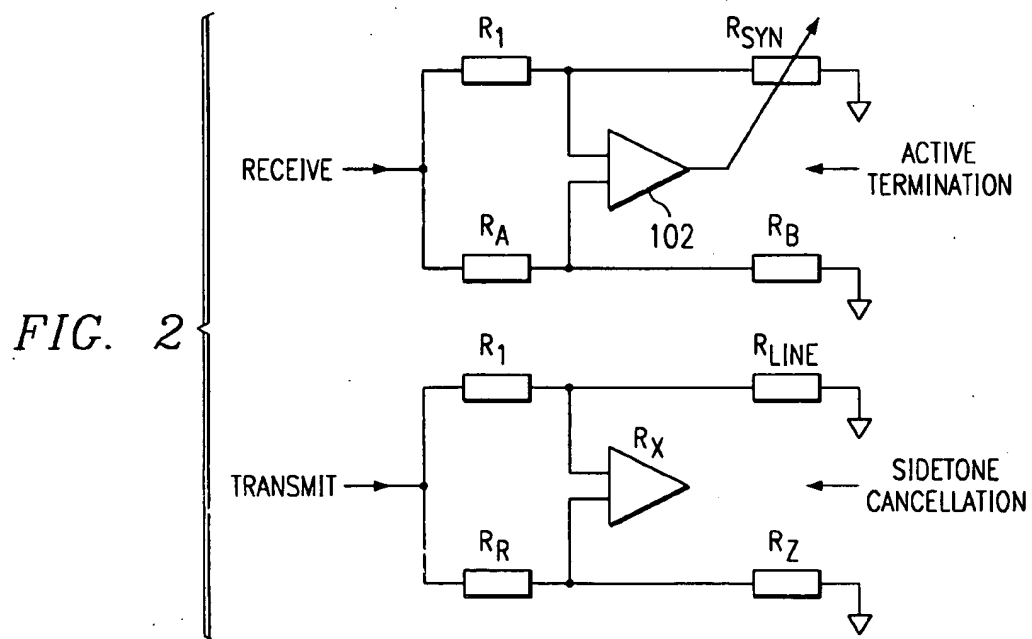 R1
RSYN
RECEIVE
ACTIVE
TERMINATION
102
RA
RB
FIG. 2
R1
RLINE
RX
TRANSMIT
SIDETONE
CANCELLATION
RR
RZ